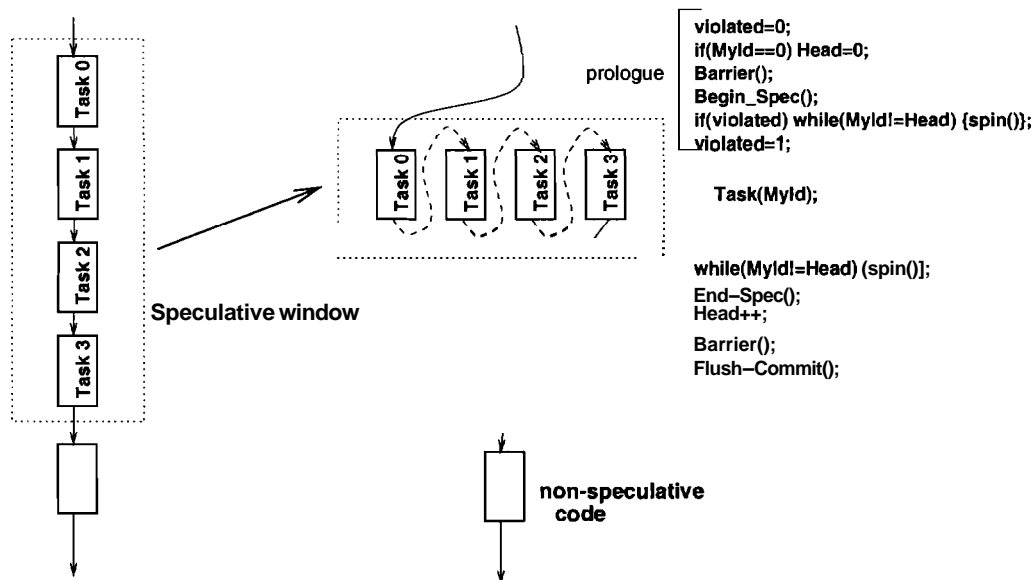 Task 0
Task 1
Task 2
Task 3
Speculative window
Task 0
Task 1
Task 2
Task 3
prologue
violated=0;
if(MyId==0) Head=0;
Barrier();
Begin_Spec();
if(violated) while(MyId!=Head) {spin()};
violated=1;
Task(MyId);
while(MyId!=Head) (spin()];
End–Spec();
Head++;
Barrier();
Flush–Commit();
non-speculative
code